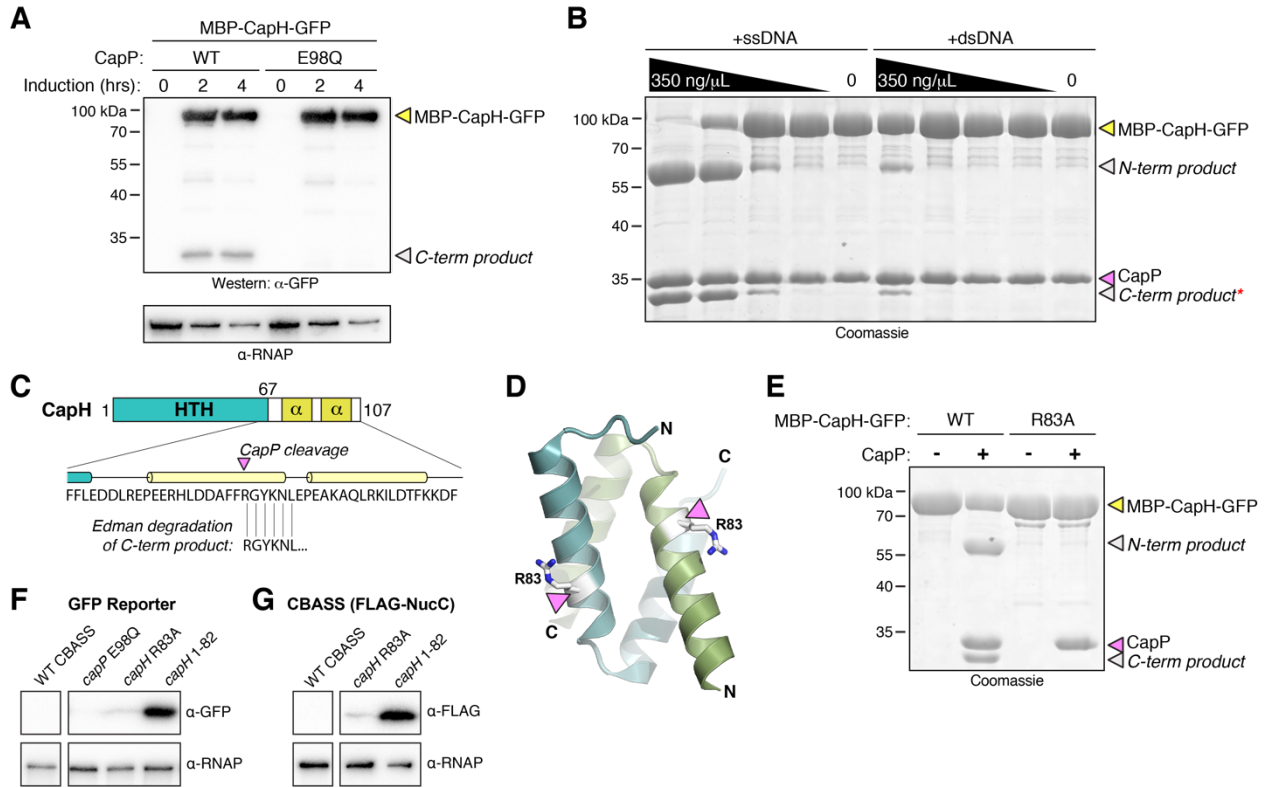 A
MBP-CapH-GFP
CapP: WT E98Q
Induction (hrs): 0 2 4 0 2 4
100 kDa
70
55
40
35
MBP-CapH-GFP
C-term product
Western: α-GFP
α-RNAP
B
+ssDNA +dsDNA
350 ng/μL 0 350 ng/μL 0
100 kDa
70
55
40
35
MBP-CapH-GFP
N-term product
CapP
C-term product*
Coomassie
C
67
CapH 1 HTH α α 107
CapP cleavage
FFLEDDLREPEERHLDDAFFRGYKNLEPEAKAQLRKILDTFKKDF
Edman degradation
of C-term product: RGYKNL...
D
N
C
R83
R83
C
N
E
MBP-CapH-GFP: WT R83A
CapP: - + - +
100 kDa
70
55
40
35
MBP-CapH-GFP
N-term product
CapP
C-term product
Coomassie
F GFP Reporter
WT CBASS
capP E98Q
capH R83A
capH 1-82
α-GFP
α-RNAP
G CBASS (FLAG-NucC)
WT CBASS
capH R83A
capH 1-82
α-FLAG
α-RNAP